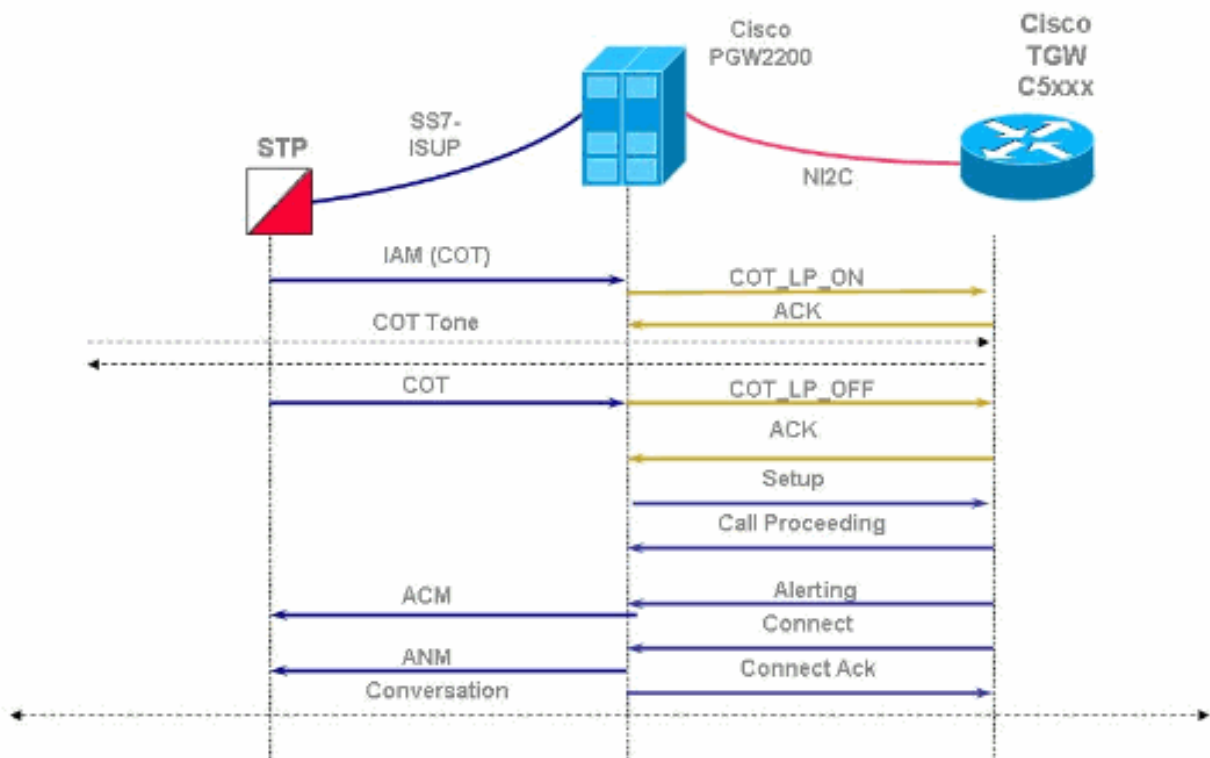 Cisco
PGW2200
Cisco
TGW
C5xxx
SS7-
ISUP
STP
NI2C
IAM (COT)
COT_LP_ON
ACK
COT Tone
COT
COT_LP_OFF
ACK
Setup
Call Proceeding
Alerting
ACM
Connect
ANM
Connect Ack
Conversation